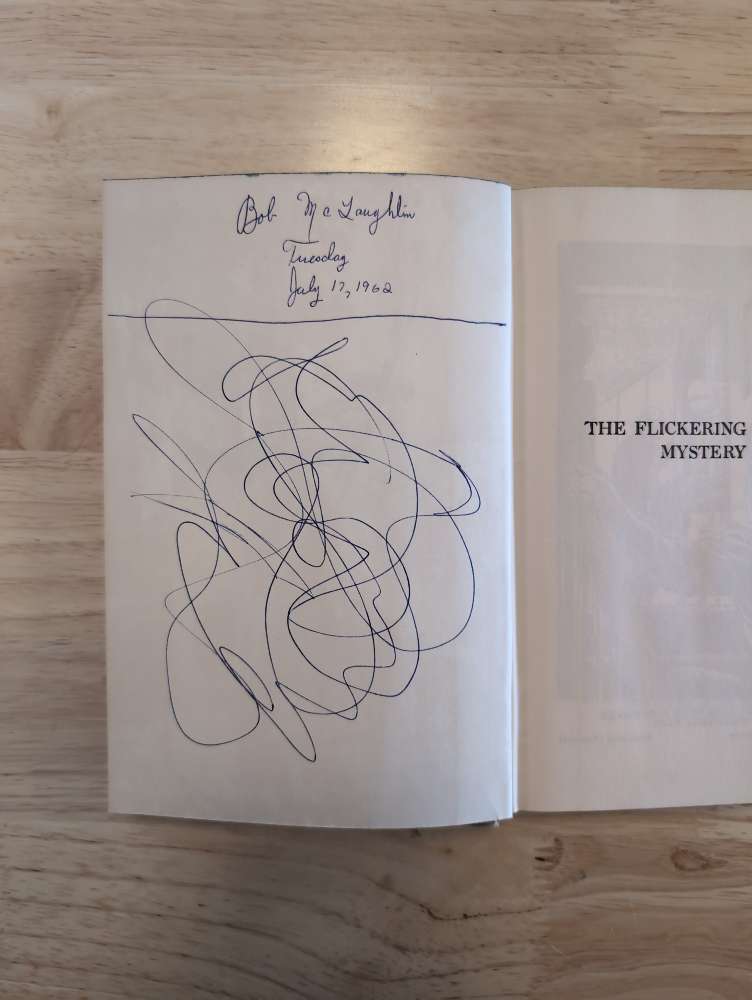 Bob McLaughlin
Tuesday
July 17, 1962
THE FLICKERING
MYSTERY